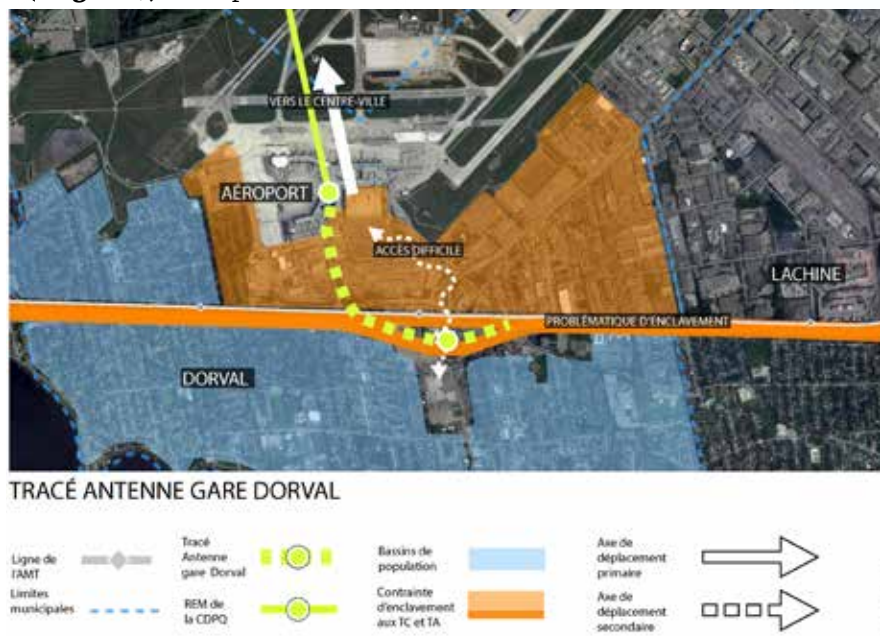 VERS LE CENTRE-VILLE
AÉROPORT
ACCÈS DIFFICILE
LACHINE
PROBLÉMATIQUE D'ENCLAVEMENT
DORVAL
TRACÉ ANTENNE GARE DORVAL
Ligne de
l'AMT
Limites
municipales
Tracé
Antenne
gare Dorval
REM de
la CDPQ
Bassins de
population
Contrainte
d'enclavement
aux TC et TA
Axe de
déplacement
primaire
Axe de
déplacement
secondaire